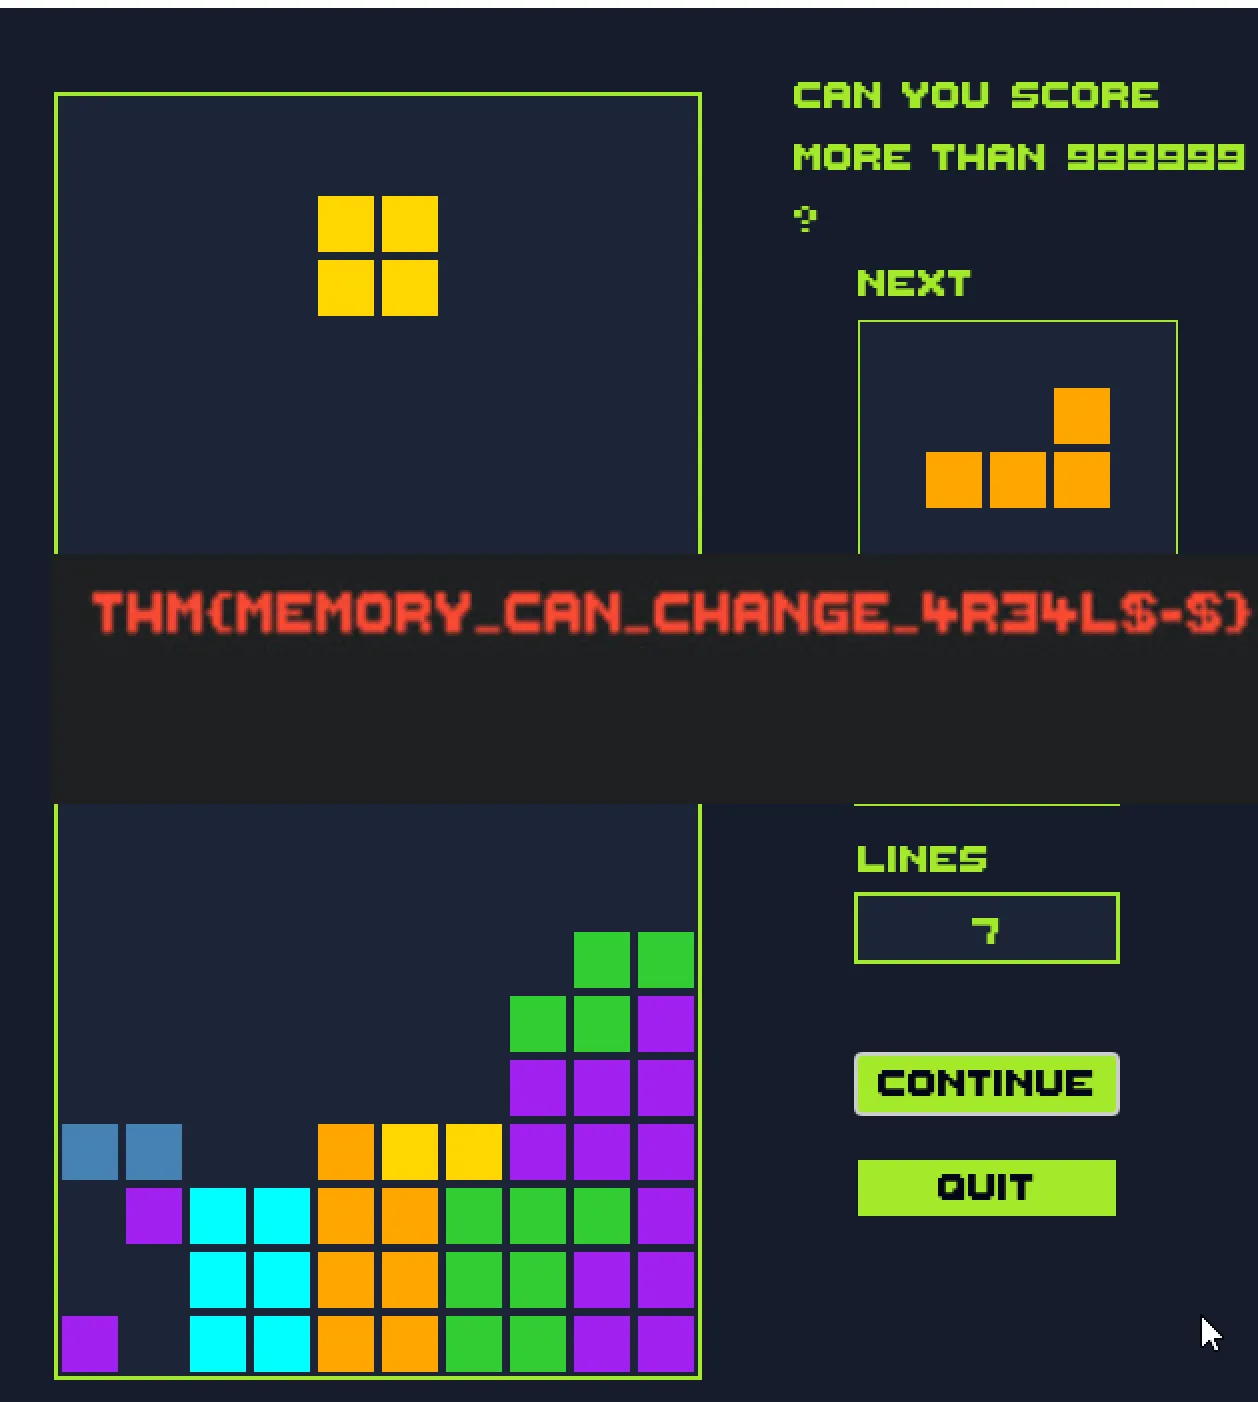 CAN YOU SCORE
MORE THAN 999999
?
NEXT
THM{MEMORY_CAN_CHANGE_4R34L$-$}
LINES
7
CONTINUE
QUIT